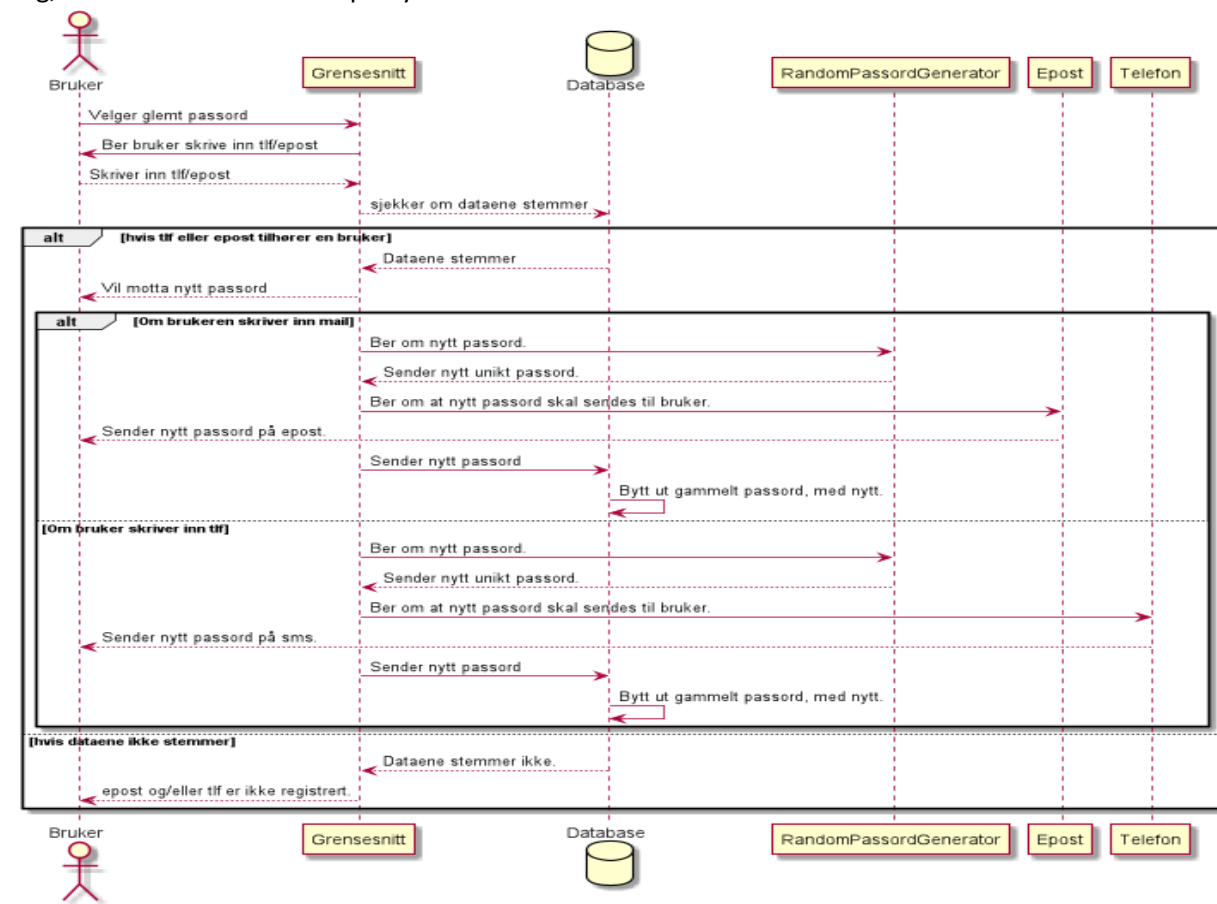 Bruker
Grensesnitt
Database
RandomPassordGenerator
Epost
Telefon
Velger glemt passord
Ber bruker skrive inn tlf/epost
Skriver inn tlf/epost
sjekker om dataene stemmer
alt [hvis tlf eller epost tilhører en bruker]
Dataene stemmer
Vil motta nytt passord
alt [Om brukeren skriver inn mail]
Ber om nytt passord.
Sender nytt unikt passord.
Ber om at nytt passord skal sendes til bruker.
Sender nytt passord på epost.
Sender nytt passord
Bytt ut gammelt passord, med nytt.
[Om bruker skriver inn tlf]
Ber om nytt passord.
Sender nytt unikt passord.
Ber om at nytt passord skal sendes til bruker.
Sender nytt passord på sms.
Sender nytt passord
Bytt ut gammelt passord, med nytt.
[hvis dataene ikke stemmer]
Dataene stemmer ikke.
epost og/eller tlf er ikke registrert.
Bruker
Grensesnitt
Database
RandomPassordGenerator
Epost
Telefon